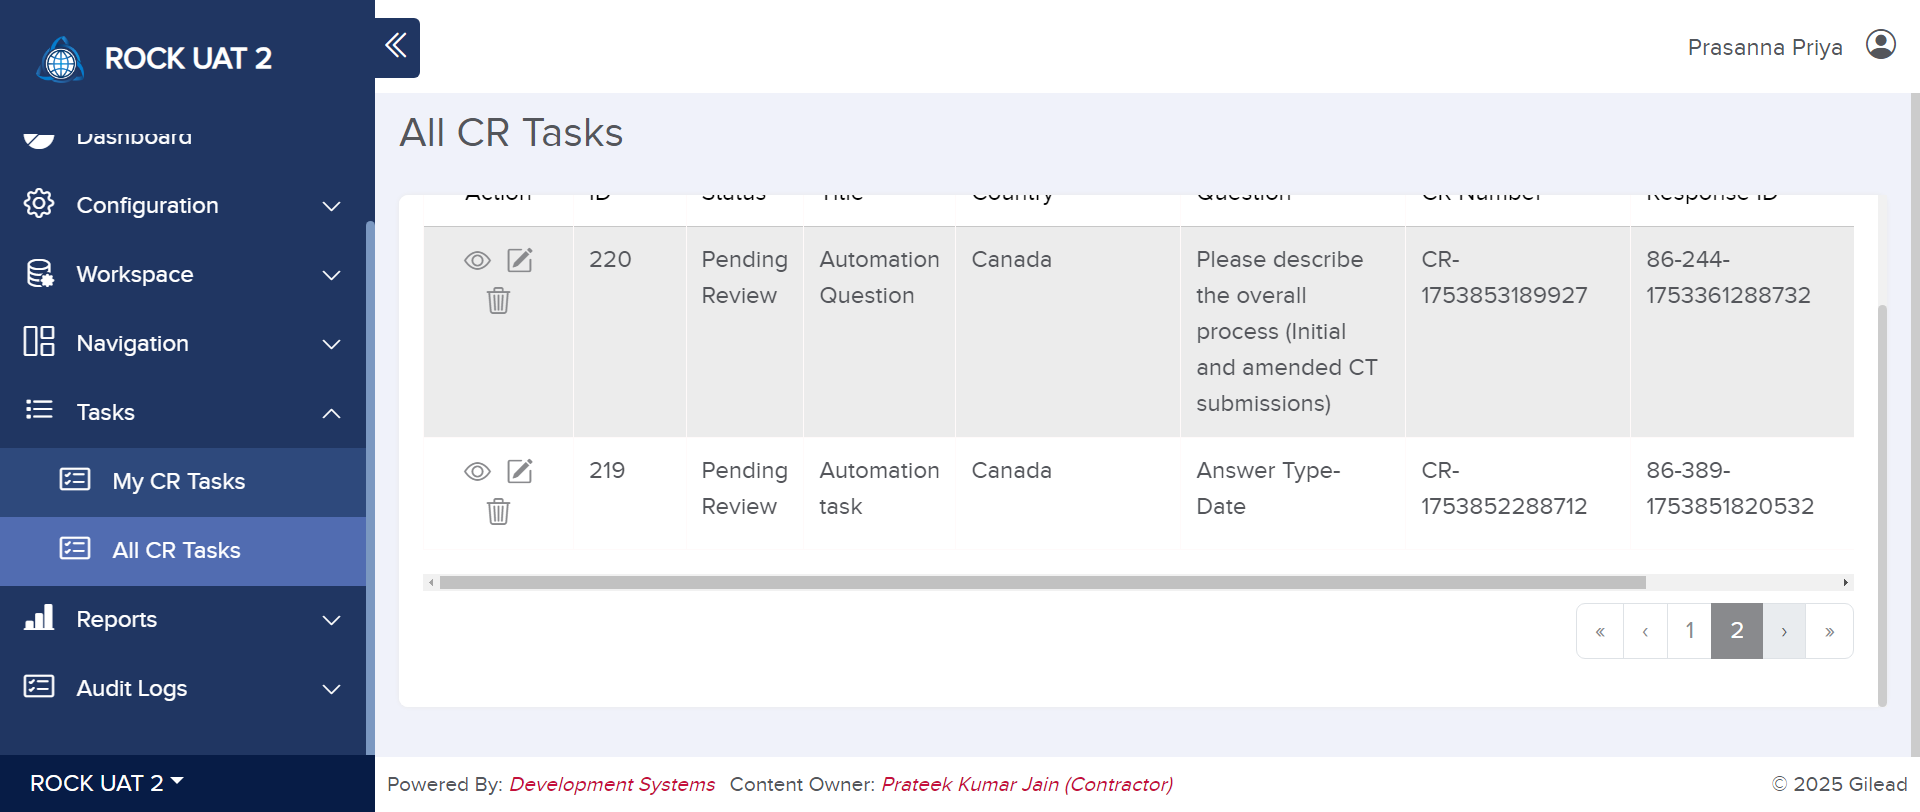 ROCK UAT 2
Prasanna Priya
Dashboard
Configuration
Workspace
Navigation
Tasks
My CR Tasks
All CR Tasks
Reports
Audit Logs
ROCK UAT 2
All CR Tasks
Action ID Status Title Country Question CR Number Response ID
220 Pending Automation Canada Please describe CR- 86-244-
Review Question the overall 1753853189927 1753361288732
process (Initial
and amended CT
submissions)
219 Pending Automation Canada Answer Type- CR- 86-389-
Review task Date 1753852288712 1753851820532
« ‹ 1 2 › »
Powered By: Development Systems Content Owner: Prateek Kumar Jain (Contractor)
© 2025 Gilead